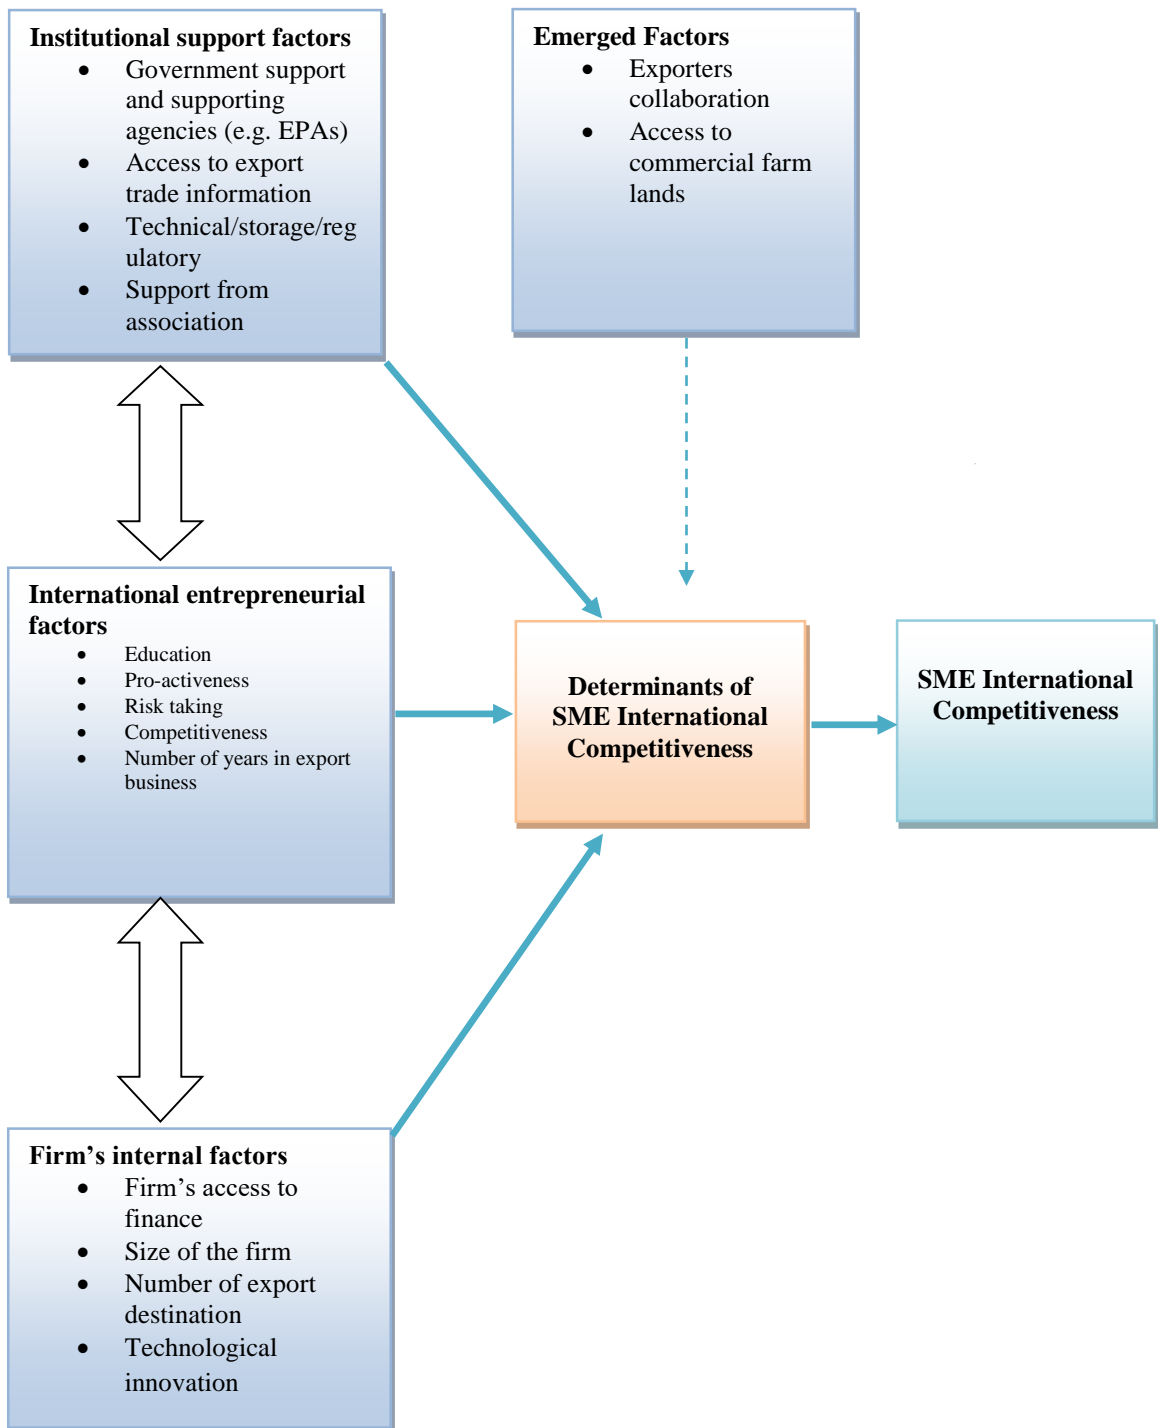 Institutional support factors
• Government support
and supporting
agencies (e.g. EPAs)
• Access to export
trade information
• Technical/storage/reg
ulatory
• Support from
association
Emerged Factors
• Exporters
collaboration
• Access to
commercial farm
lands
International entrepreneurial
factors
• Education
• Pro-activeness
• Risk taking
• Competitiveness
• Number of years in export
business
Determinants of
SME International
Competitiveness
SME International
Competitiveness
Firm’s internal factors
• Firm’s access to
finance
• Size of the firm
• Number of export
destination
• Technological
innovation